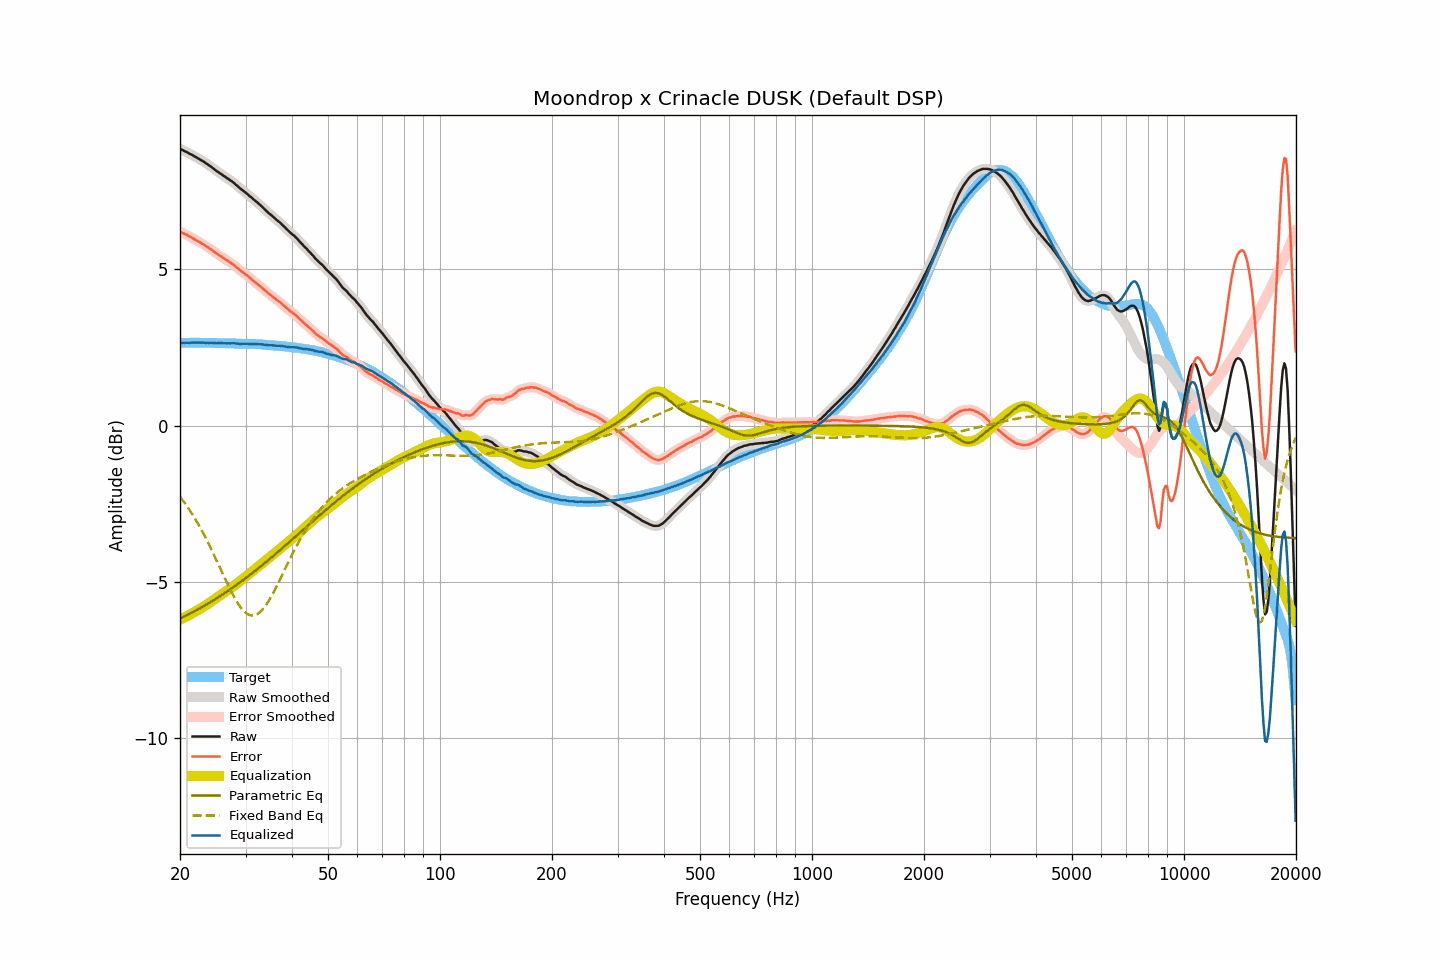 Moondrop x Crinacle DUSK (Default DSP)
Amplitude (dBr)
5
0
−5
−10
Target
Raw Smoothed
Error Smoothed
Raw
Error
Equalization
Parametric Eq
Fixed Band Eq
Equalized
20 50 100 200 500 1000 2000 5000 10000 20000
Frequency (Hz)